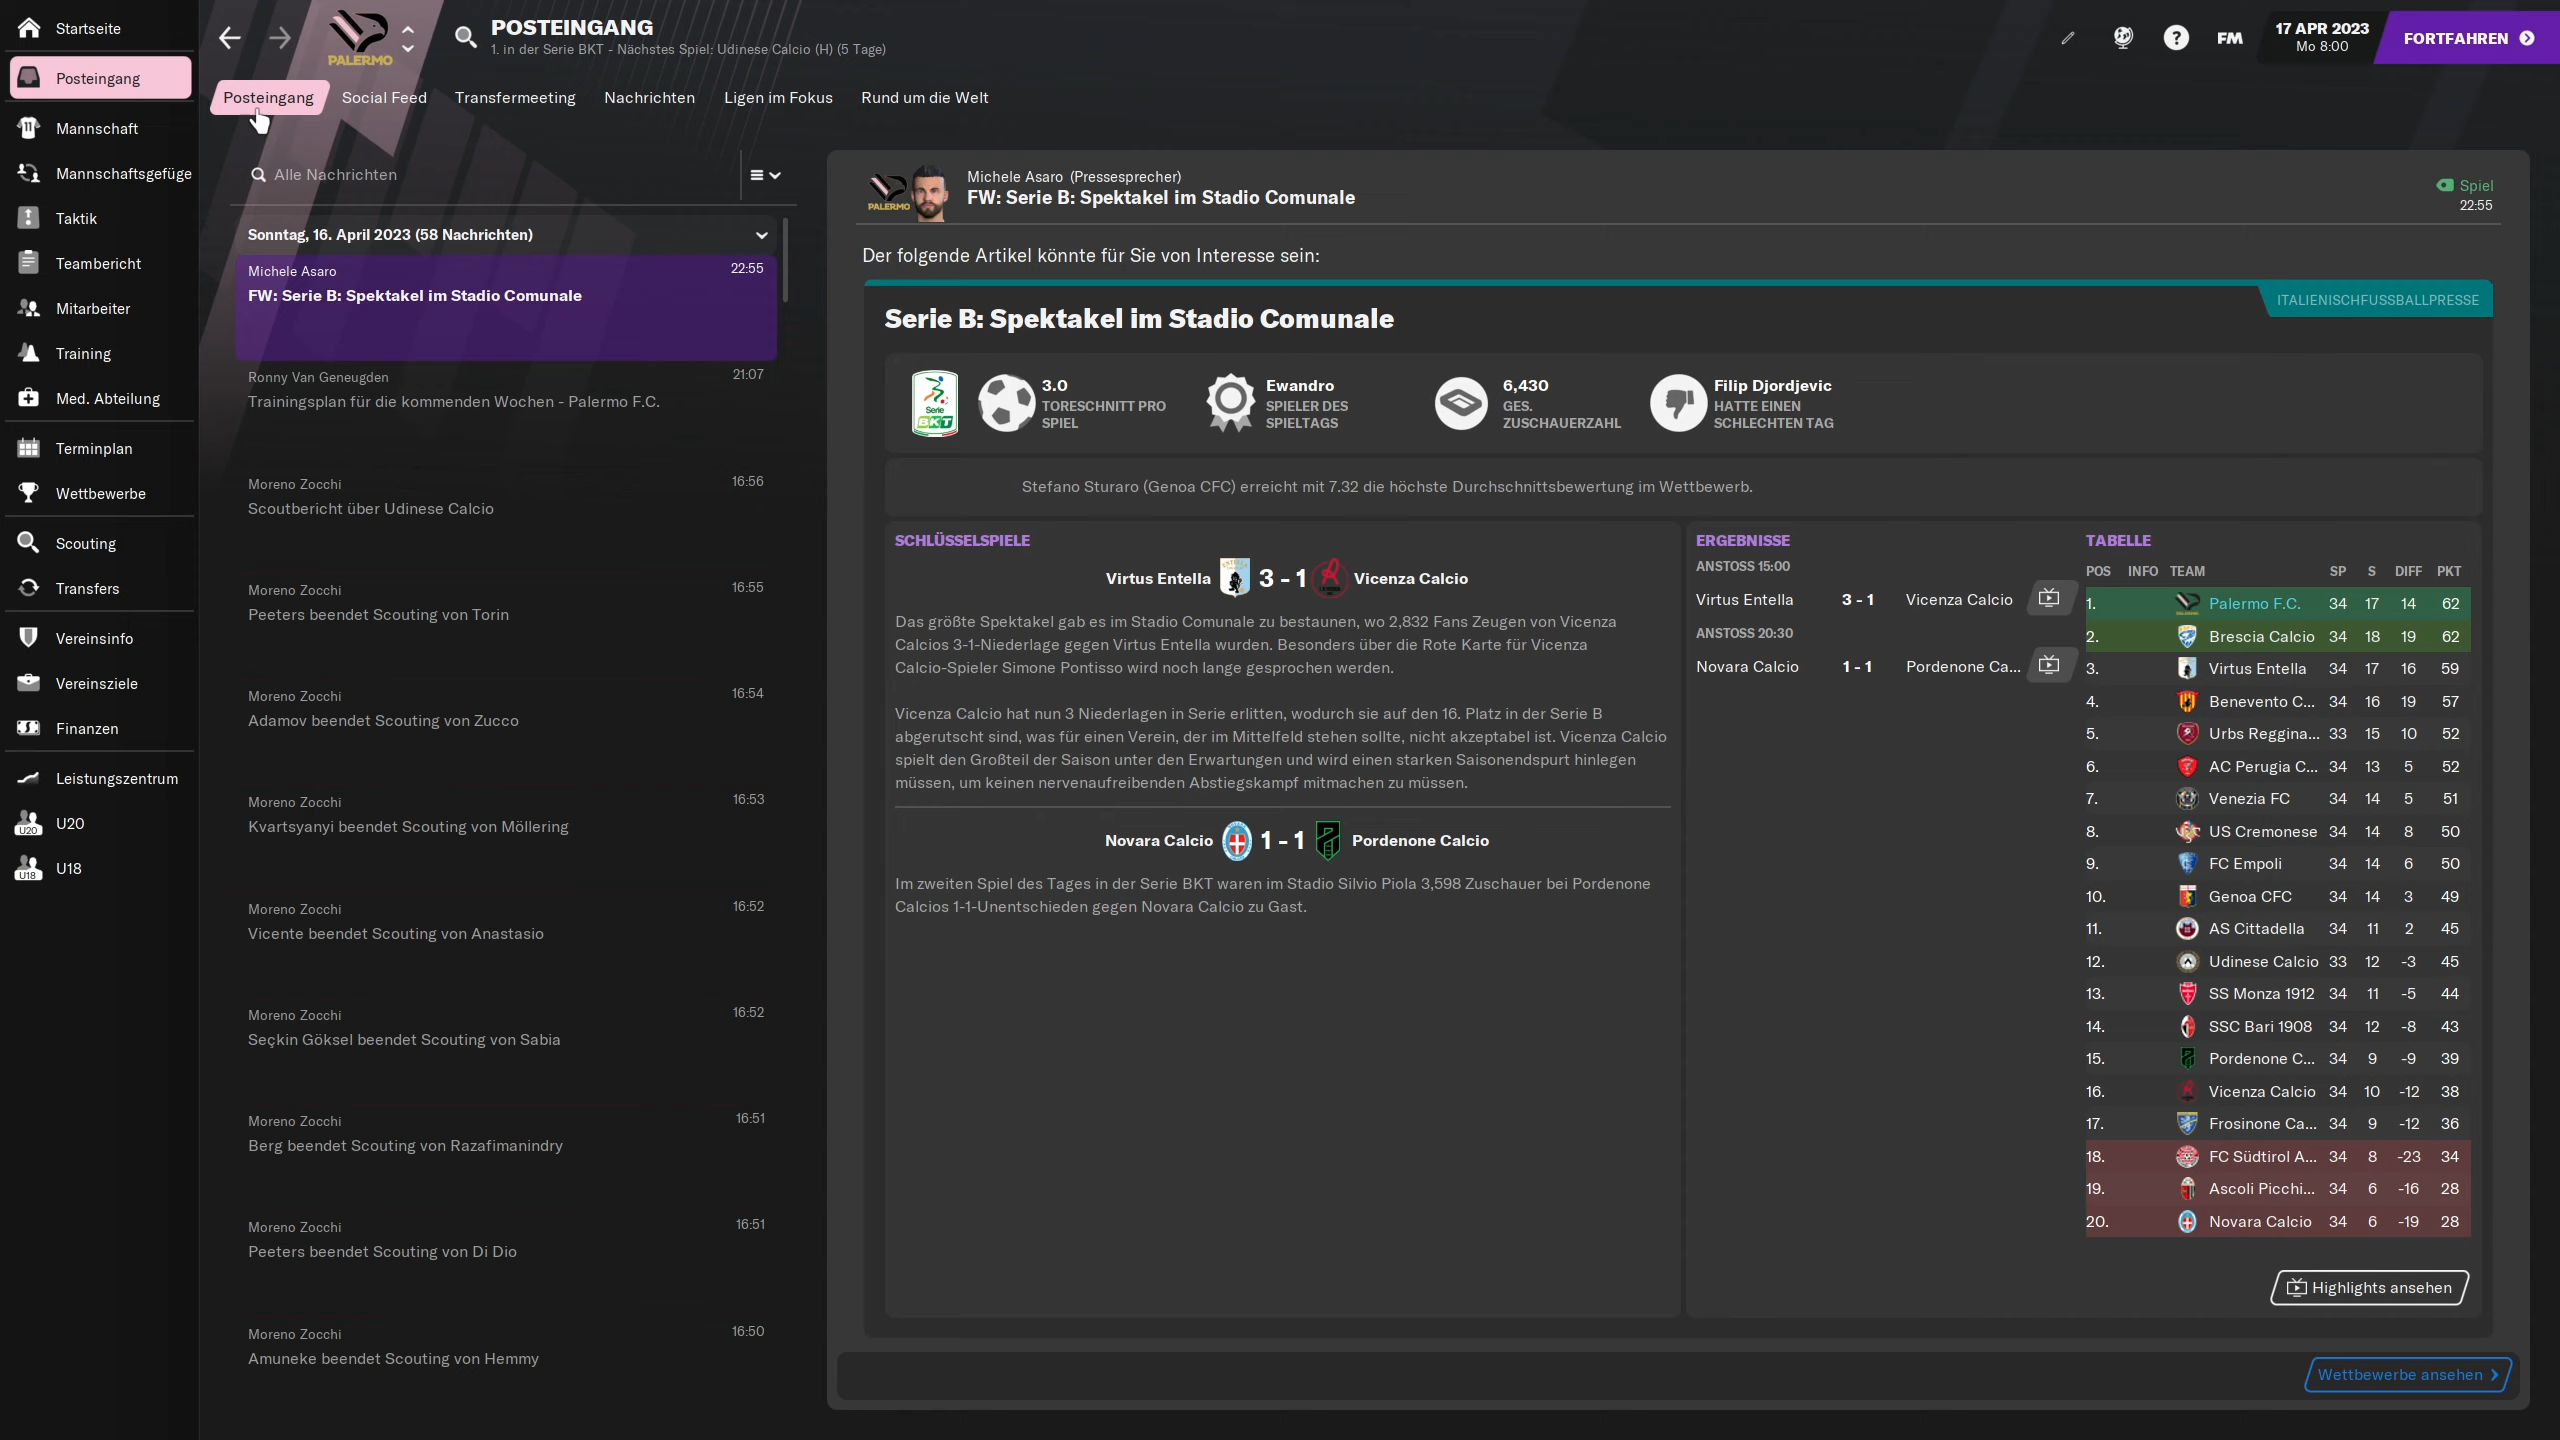 Startseite
Posteingang
Mannschaft
Mannschaftsgefüge
Taktik
Teambericht
Mitarbeiter
Training
Med. Abteilung
Terminplan
Wettbewerbe
Scouting
Transfers
Vereinsinfo
Vereinsziele
Finanzen
Leistungszentrum
U20 U20
U18 U18
PALERMO
POSTEINGANG
1. in der Serie BKT - Nächstes Spiel: Udinese Calcio (H) (5 Tage)
FM
17 APR 2023
Mo 8:00
FORTFAHREN
Posteingang Social Feed Transfermeeting Nachrichten Ligen im Fokus Rund um die Welt
Alle Nachrichten
Sonntag, 16. April 2023 (58 Nachrichten)
Michele Asaro 22:55
FW: Serie B: Spektakel im Stadio Comunale
Ronny Van Geneugden 21:07
Trainingsplan für die kommenden Wochen - Palermo F.C.
Moreno Zocchi 16:56
Scoutbericht über Udinese Calcio
Moreno Zocchi 16:55
Peeters beendet Scouting von Torin
Moreno Zocchi 16:54
Adamov beendet Scouting von Zucco
Moreno Zocchi 16:53
Kvartsyanyi beendet Scouting von Möllering
Moreno Zocchi 16:52
Vicente beendet Scouting von Anastasio
Moreno Zocchi 16:52
Seçkin Göksel beendet Scouting von Sabia
Moreno Zocchi 16:51
Berg beendet Scouting von Razafimanindry
Moreno Zocchi 16:51
Peeters beendet Scouting von Di Dio
Moreno Zocchi 16:50
Amuneke beendet Scouting von Hemmy
PALERMO
Michele Asaro (Pressesprecher)
FW: Serie B: Spektakel im Stadio Comunale
Spiel
22:55
Der folgende Artikel könnte für Sie von Interesse sein:
ITALIENISCHFUSSBALLPRESSE
Serie B: Spektakel im Stadio Comunale
Serie
BKT
3.0
TORESCHNITT PRO
SPIEL
Ewandro
SPIELER DES
SPIELTAGS
6,430
GES.
ZUSCHAUERZAHL
Filip Djordjevic
HATTE EINEN
SCHLECHTEN TAG
Stefano Sturaro (Genoa CFC) erreicht mit 7.32 die höchste Durchschnittsbewertung im Wettbewerb.
SCHLÜSSELSPIELE
Virtus Entella 3 - 1 Vicenza Calcio
Das größte Spektakel gab es im Stadio Comunale zu bestaunen, wo 2,832 Fans Zeugen von Vicenza
Calcios 3-1-Niederlage gegen Virtus Entella wurden. Besonders über die Rote Karte für Vicenza
Calcio-Spieler Simone Pontisso wird noch lange gesprochen werden.
Vicenza Calcio hat nun 3 Niederlagen in Serie erlitten, wodurch sie auf den 16. Platz in der Serie B
abgerutscht sind, was für einen Verein, der im Mittelfeld stehen sollte, nicht akzeptabel ist. Vicenza Calcio
spielt den Großteil der Saison unter den Erwartungen und wird einen starken Saisonendspurt hinlegen
müssen, um keinen nervenaufreibenden Abstiegskampf mitmachen zu müssen.
Novara Calcio 1 - 1 Pordenone Calcio
Im zweiten Spiel des Tages in der Serie BKT waren im Stadio Silvio Piola 3,598 Zuschauer bei Pordenone
Calcios 1-1-Unentschieden gegen Novara Calcio zu Gast.
ERGEBNISSE
ANSTOSS 15:00
Virtus Entella 3 - 1 Vicenza Calcio
ANSTOSS 20:30
Novara Calcio 1 - 1 Pordenone Ca...
TABELLE
POS INFO TEAM SP S DIFF PKT
1. Palermo F.C. 34 17 14 62
2. Brescia Calcio 34 18 19 62
3. Virtus Entella 34 17 16 59
4. Benevento C... 34 16 19 57
5. Urbs Reggina... 33 15 10 52
6. AC Perugia C... 34 13 5 52
7. Venezia FC 34 14 5 51
8. US Cremonese 34 14 8 50
9. FC Empoli 34 14 6 50
10. Genoa CFC 34 14 3 49
11. AS Cittadella 34 11 2 45
12. Udinese Calcio 33 12 -3 45
13. SS Monza 1912 34 11 -5 44
14. SSC Bari 1908 34 12 -8 43
15. Pordenone C... 34 9 -9 39
16. Vicenza Calcio 34 10 -12 38
17. Frosinone Ca... 34 9 -12 36
18. FC Südtirol A... 34 8 -23 34
19. Ascoli Picchi... 34 6 -16 28
20. Novara Calcio 34 6 -19 28
Highlights ansehen
Wettbewerbe ansehen